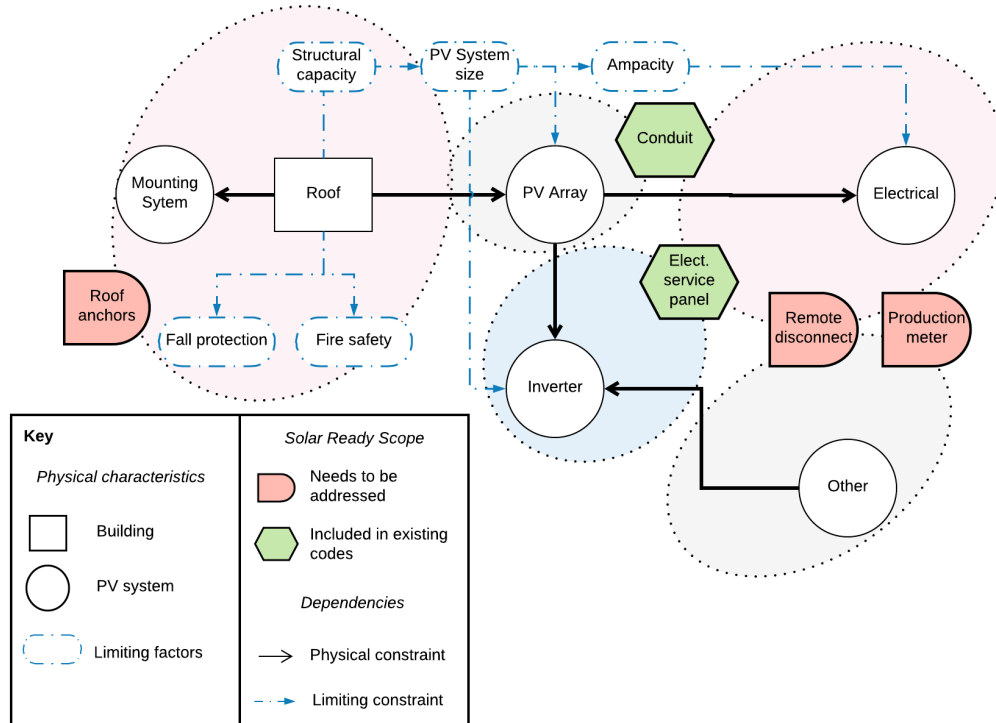 Structural
capacity
PV System
size
Ampacity
Conduit
Mounting
Sytem
Roof
PV Array
Electrical
Elect.
service
panel
Roof
anchors
Fall protection
Fire safety
Remote
disconnect
Production
meter
Inverter
Other
Key
Physical characteristics
Building
PV system
Limiting factors
Solar Ready Scope
Needs to be
addressed
Included in existing
codes
Dependencies
Physical constraint
Limiting constraint